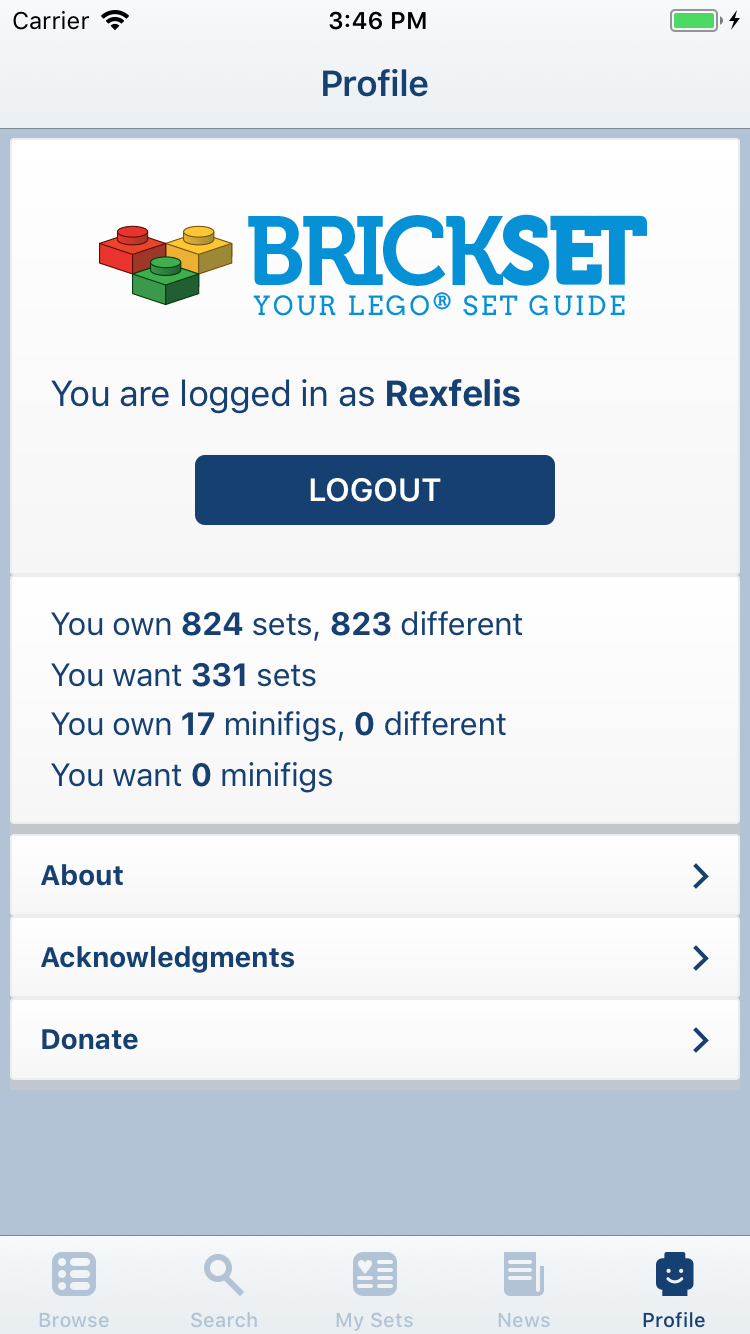 Carrier 3:46 PM
Profile
BRICKSET
YOUR LEGO® SET GUIDE
You are logged in as Rexfelis
LOGOUT
You own 824 sets, 823 different
You want 331 sets
You own 17 minifigs, 0 different
You want 0 minifigs
About
Acknowledgments
Donate
Browse Search My Sets News Profile